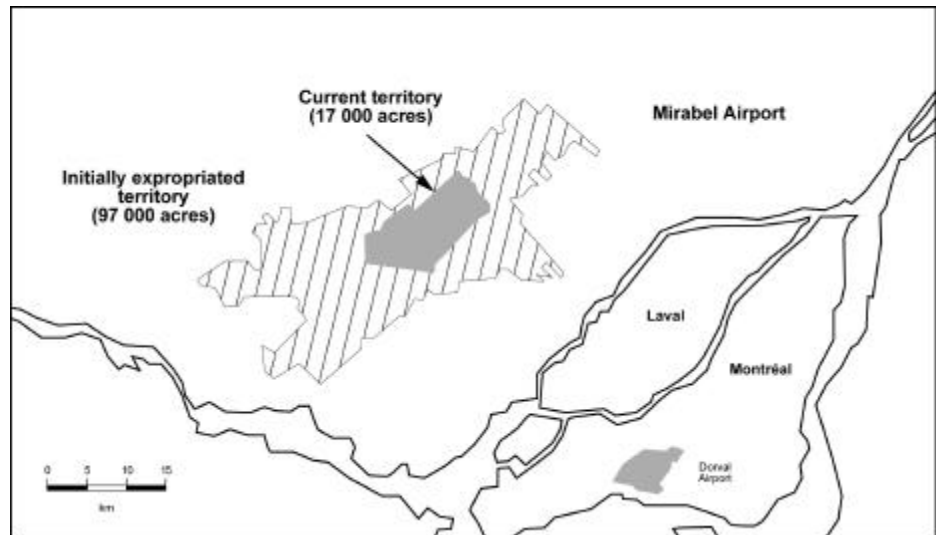 Current territory
(17 000 acres)
Mirabel Airport
Initially expropriated
territory
(97 000 acres)
Laval
Montréal
Dorval
Airport
0 5 10 15
km